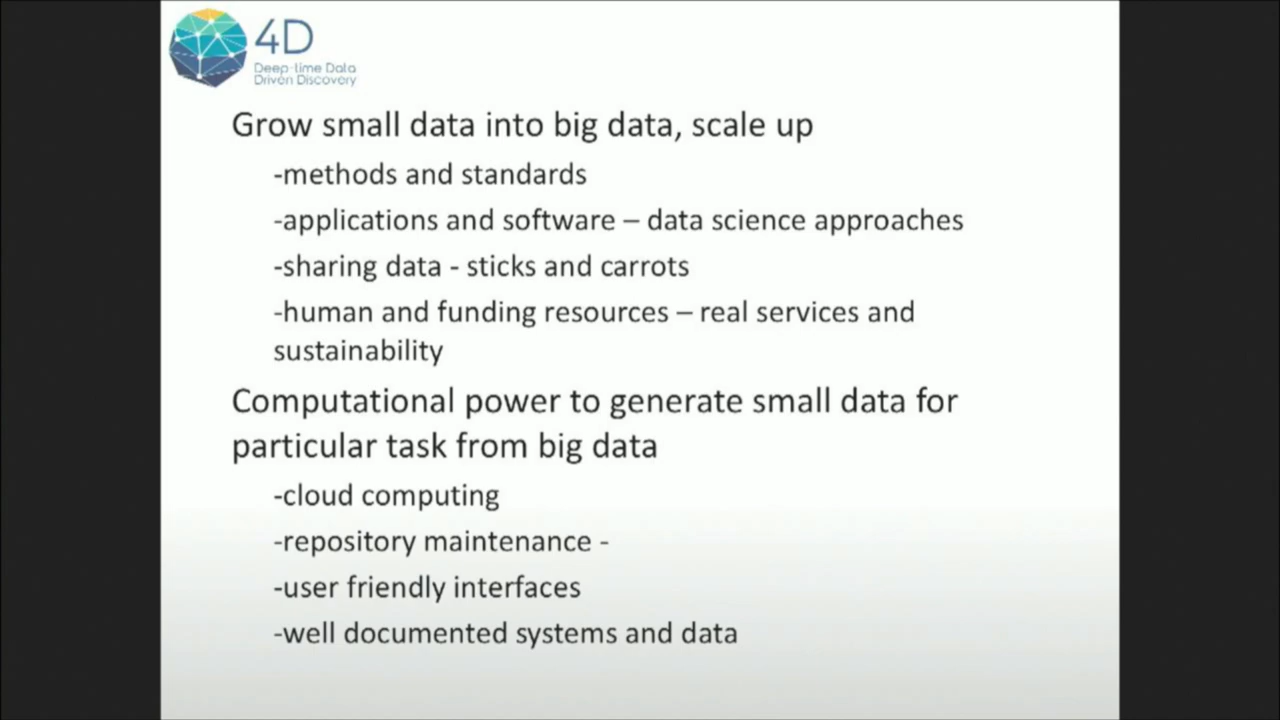 4D
Deep-time Data
Driven Discovery
Grow small data into big data, scale up
-methods and standards
-applications and software – data science approaches
-sharing data - sticks and carrots
-human and funding resources – real services and
sustainability
Computational power to generate small data for
particular task from big data
-cloud computing
-repository maintenance -
-user friendly interfaces
-well documented systems and data